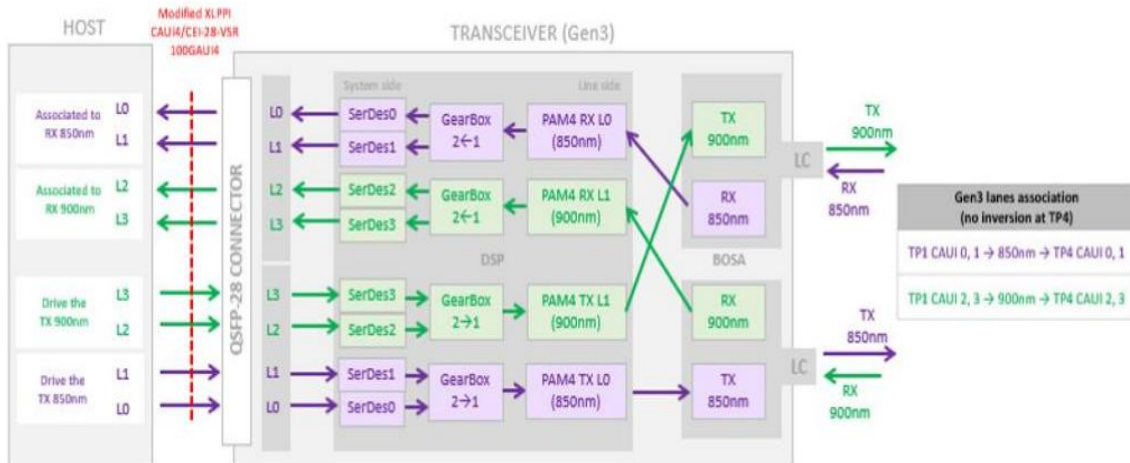 HOST
Modified XLPPI
CAUI4/CEI-28-VSR
100GAUI4
TRANSCEIVER (Gen3)
QSFP-28 CONNECTOR
System side
Line side
Associated to
RX 850nm
L0
L1
L0
L1
SerDes0
SerDes1
GearBox
2←1
PAM4 RX L0
(850nm)
TX
900nm
LC
TX
900nm
RX
850nm
Associated to
RX 900nm
L2
L3
L2
L3
SerDes2
SerDes3
GearBox
2←1
PAM4 RX L1
(900nm)
RX
850nm
DSP
BOSA
Drive the
TX 900nm
L3
L2
L3
L2
SerDes3
SerDes2
GearBox
2→1
PAM4 TX L1
(900nm)
RX
900nm
Drive the
TX 850nm
L1
L0
L1
L0
SerDes1
SerDes0
GearBox
2→1
PAM4 TX L0
(850nm)
TX
850nm
LC
TX
850nm
RX
900nm
Gen3 lanes association
(no inversion at TP4)
TP1 CAUI 0, 1 → 850nm → TP4 CAUI 0, 1
TP1 CAUI 2, 3 → 900nm → TP4 CAUI 2, 3